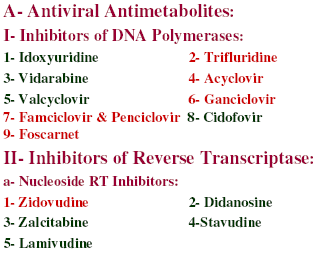 A- Antiviral Antimetabolites:
I- Inhibitors of DNA Polymerases:
1- Idoxyuridine 2- Trifluridine
3- Vidarabine 4- Acyclovir
5- Valcyclovir 6- Ganciclovir
7- Famciclovir & Penciclovir 8- Cidofovir
9- Foscarnet
II- Inhibitors of Reverse Transcriptase:
a- Nucleoside RT Inhibitors:
1- Zidovudine 2- Didanosine
3- Zalcitabine 4-Stavudine
5- Lamivudine